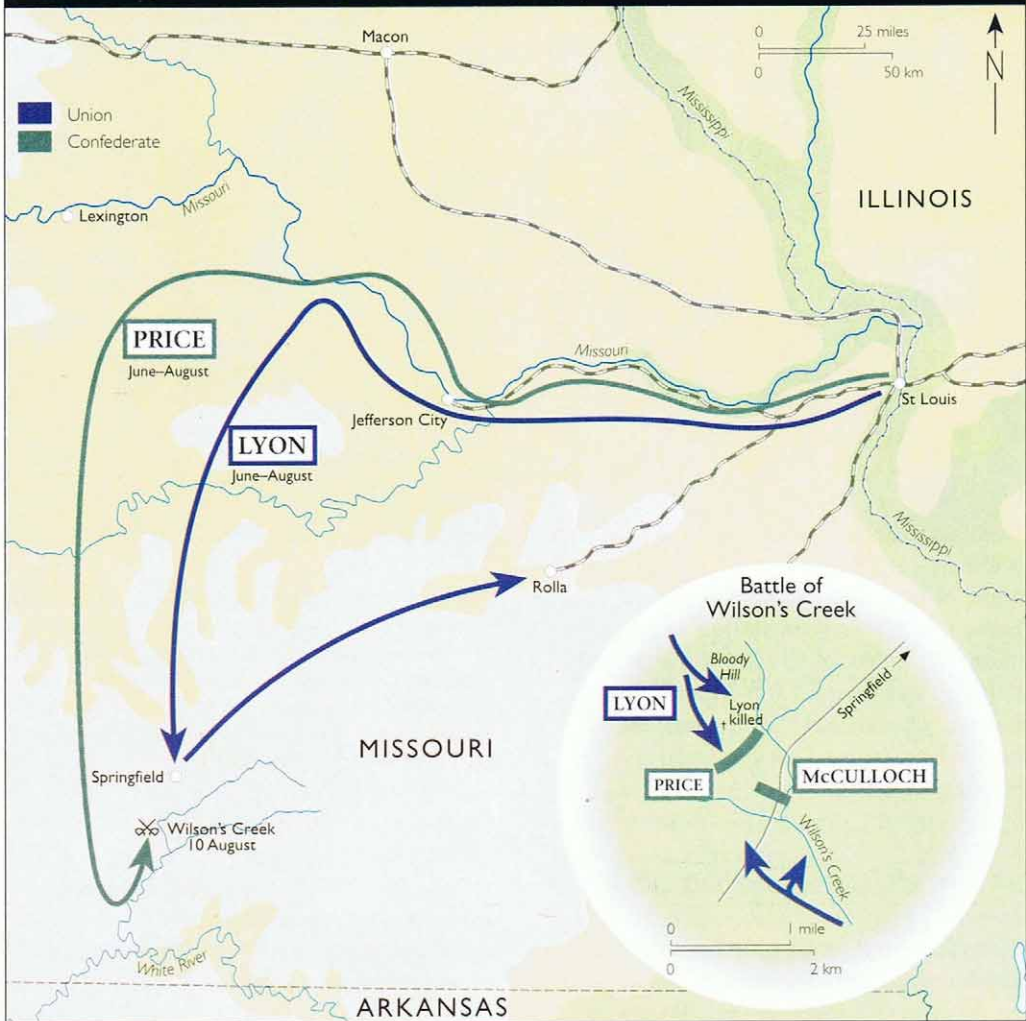 Macon
0 25 miles
0 50 km
N
Union
Confederate
Mississippi
ILLINOIS
Lexington
Missouri
PRICE
June–August
Missouri
St Louis
Jefferson City
LYON
June–August
Mississippi
Rolla
Battle of
Wilson's Creek
Bloody
Hill
Springfield
LYON
Lyon
killed
MISSOURI
PRICE
McCULLOCH
Springfield
Wilson's Creek
10 August
Wilson's Creek
0 1 mile
0 2 km
White River
ARKANSAS